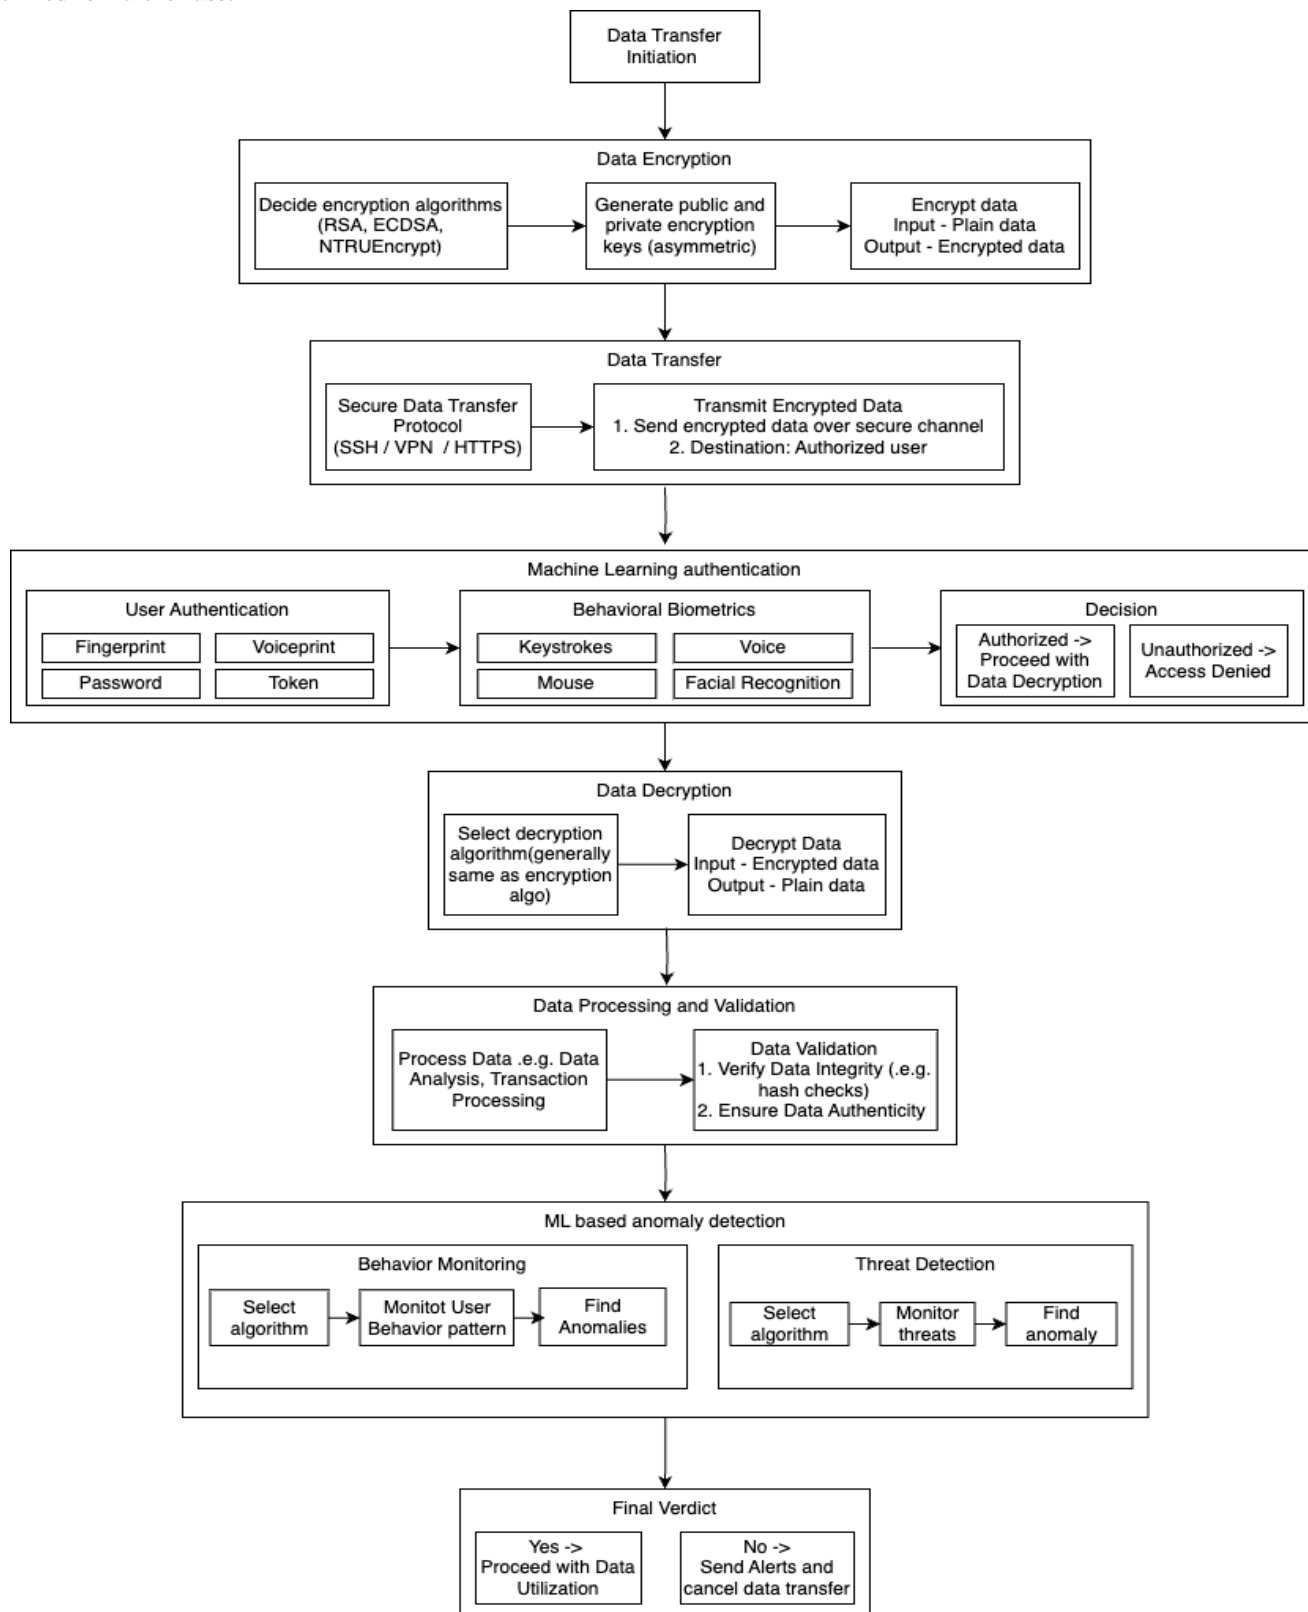 Data Transfer
Initiation
Data Encryption
Decide encryption algorithms
(RSA, ECDSA,
NTRUEncrypt)
Generate public and
private encryption
keys (asymmetric)
Encrypt data
Input - Plain data
Output - Encrypted data
Data Transfer
Secure Data Transfer
Protocol
(SSH / VPN / HTTPS)
Transmit Encrypted Data
1. Send encrypted data over secure channel
2. Destination: Authorized user
Machine Learning authentication
User Authentication
Fingerprint
Voiceprint
Password
Token
Behavioral Biometrics
Keystrokes
Voice
Mouse
Facial Recognition
Decision
Authorized ->
Proceed with
Data Decryption
Unauthorized ->
Access Denied
Data Decryption
Select decryption
algorithm(generally
same as encryption
algo)
Decrypt Data
Input - Encrypted data
Output - Plain data
Data Processing and Validation
Process Data .e.g. Data
Analysis, Transaction
Processing
Data Validation
1. Verify Data Integrity (.e.g.
hash checks)
2. Ensure Data Authenticity
ML based anomaly detection
Behavior Monitoring
Select
algorithm
Monitot User
Behavior pattern
Find
Anomalies
Threat Detection
Select
algorithm
Monitor
threats
Find
anomaly
Final Verdict
Yes ->
Proceed with Data
Utilization
No ->
Send Alerts and
cancel data transfer